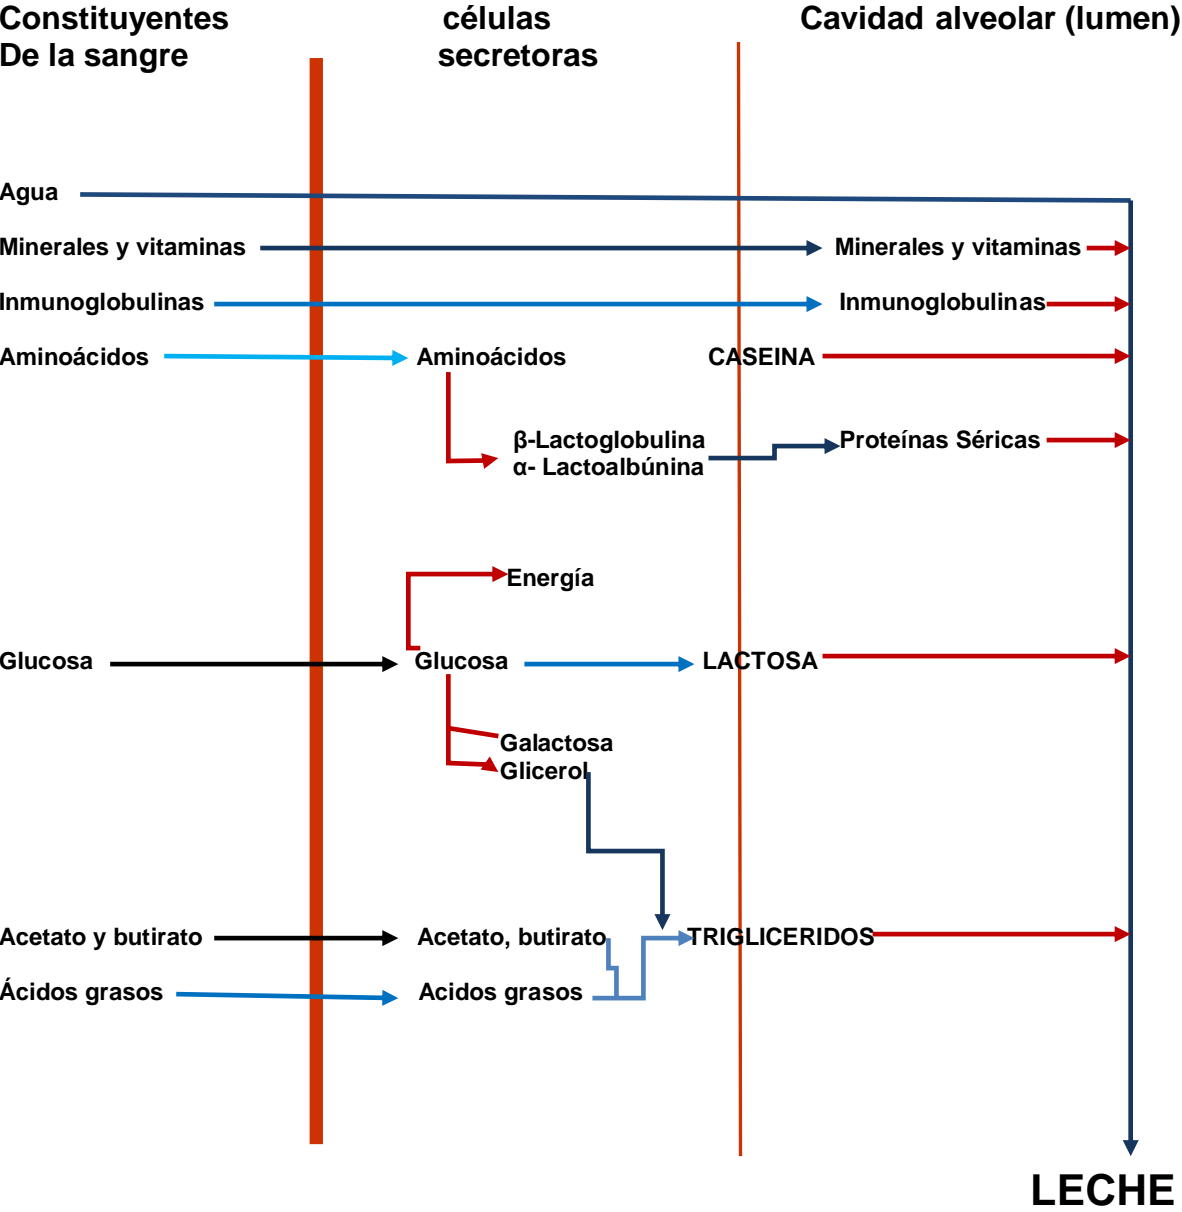 Constituyentes
De la sangre
células
secretoras
Cavidad alveolar (lumen)
Agua
Minerales y vitaminas
Minerales y vitaminas
Inmunoglobulinas
Inmunoglobulinas
Aminoácidos
Aminoácidos
CASEINA
β-Lactoglobulina
α- Lactoalbúnina
Proteínas Séricas
Energía
Glucosa
Glucosa
LACTOSA
Galactosa
Glicerol
Acetato y butirato
Acetato, butirato
TRIGLICERIDOS
Ácidos grasos
Acidos grasos
LECHE